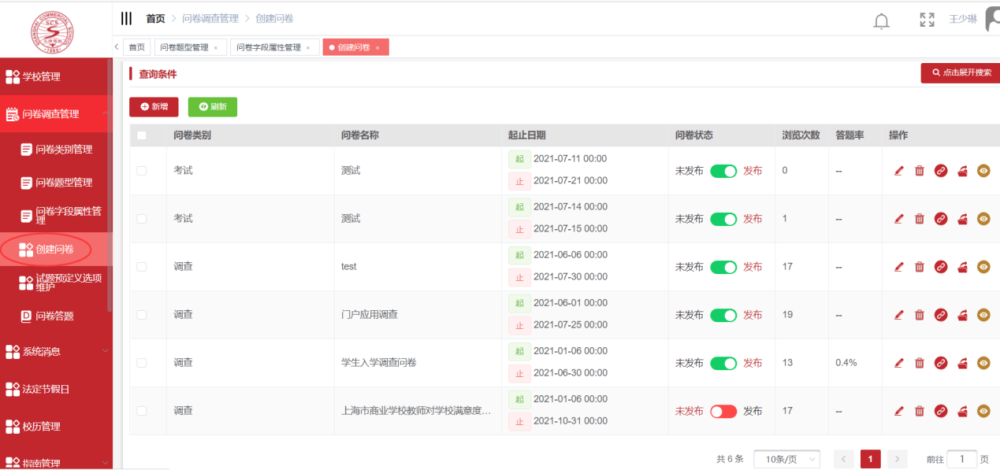 首页 > 问卷调查管理 > 创建问卷
王少琳
SHANGHAI COMMERCIAL SCHOOL
SCS
1960
首页 问卷题型管理 × 问卷字段属性管理 × 创建问卷 ×
学校管理
问卷调查管理
问卷类别管理
问卷题型管理
问卷字段属性管
理
创建问卷
试题预定义选项
维护
问卷答题
系统消息
法定节假日
校历管理
指南管理
查询条件
点击展开搜索
新增 刷新
问卷类别 问卷名称 起止日期 问卷状态 浏览次数 答题率 操作
考试 测试 起 2021-07-11 00:00 未发布 发布 0 --
止 2021-07-21 00:00
考试 测试 起 2021-07-14 00:00 未发布 发布 1 --
止 2021-07-15 00:00
调查 test 起 2021-06-06 00:00 未发布 发布 17 --
止 2021-07-30 00:00
调查 门户应用调查 起 2021-06-01 00:00 未发布 发布 19 --
止 2021-07-25 00:00
调查 学生入学调查问卷 起 2021-01-06 00:00 未发布 发布 13 0.4%
止 2021-06-30 00:00
调查 上海市商业学校教师对学校满意度... 起 2021-01-06 00:00 未发布 发布 17 --
止 2021-10-31 00:00
共 6 条 10条/页 < 1 > 前往 1 页